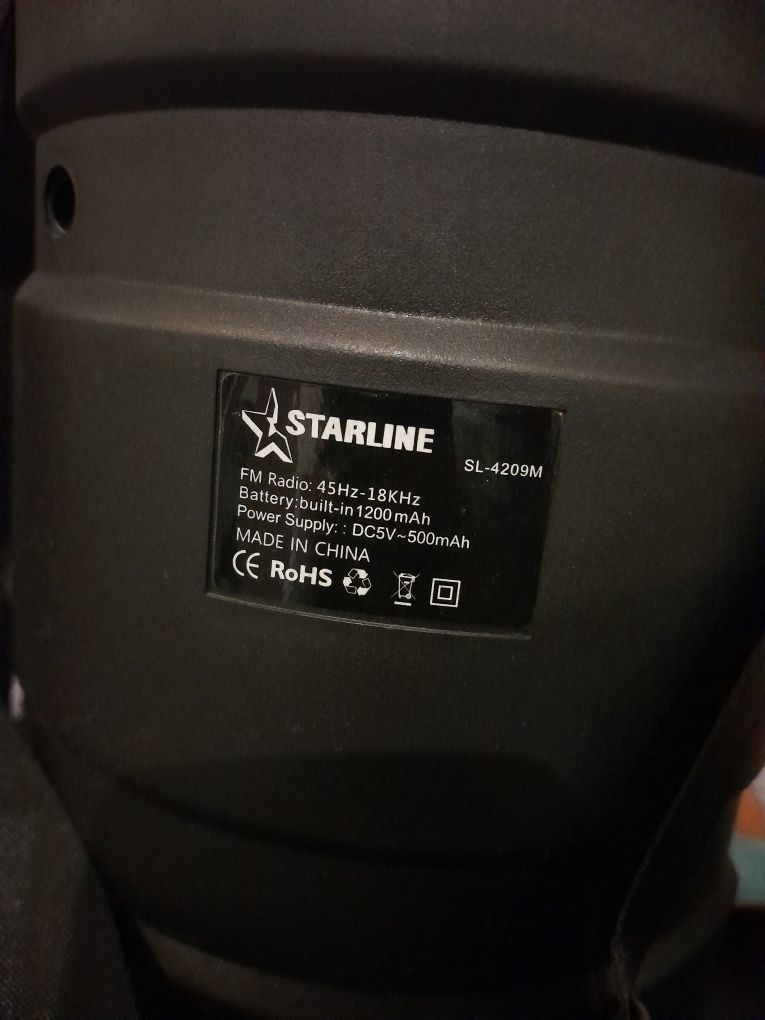 STARLINE
SL-4209M
FM Radio: 45Hz-18KHz
Battery:built-in1200mAh
Power Supply: : DC5V~500mAh
MADE IN CHINA
CE RoHS